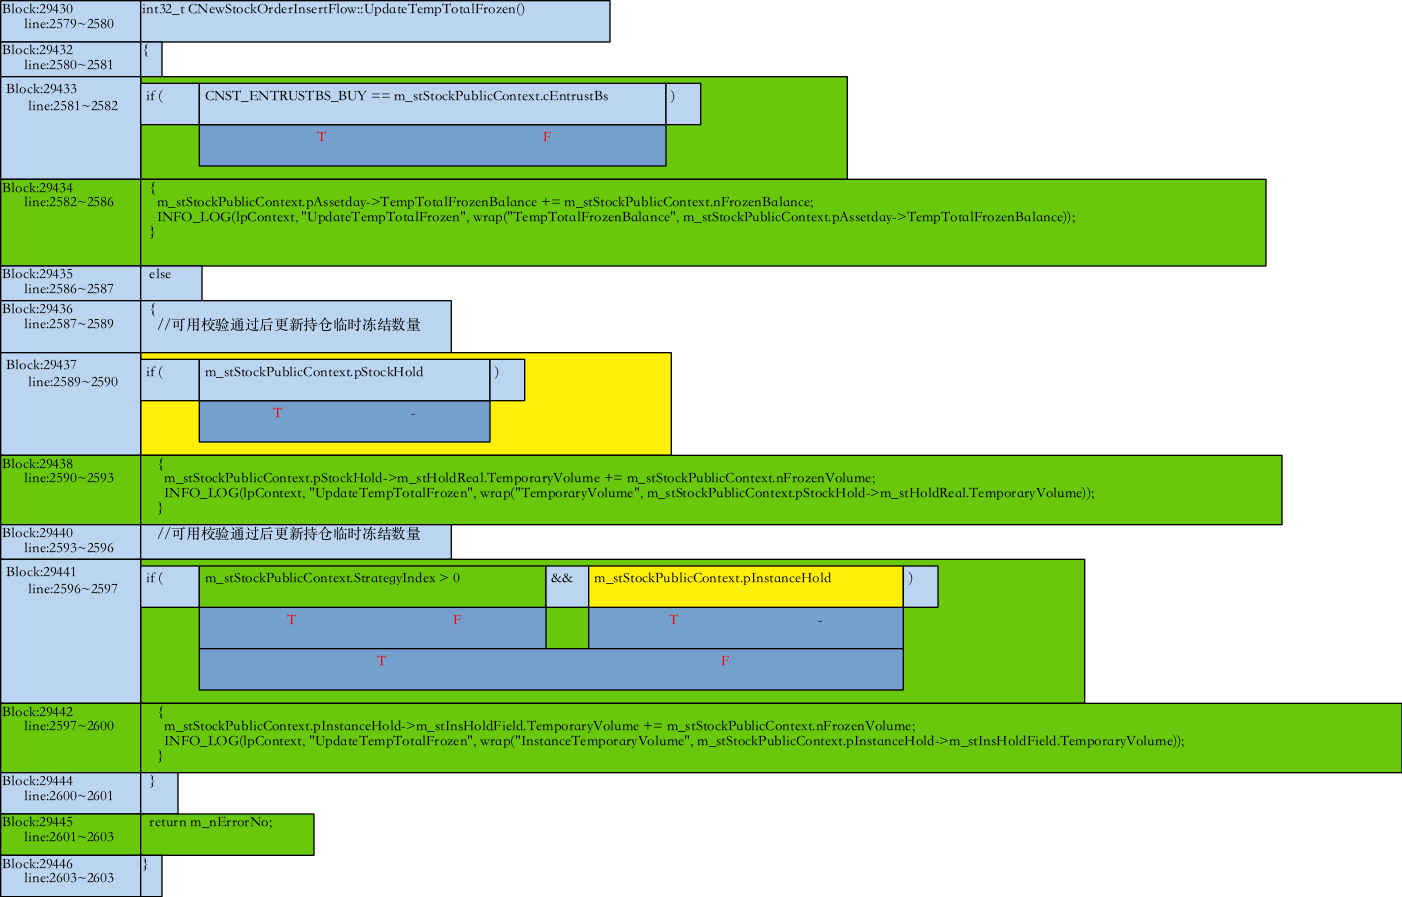 Block:29430 int32_t CNewStockOrderInsertFlow::UpdateTempTotalFrozen()
line:2579~2580
Block:29432 {
line:2580~2581
Block:29433 if ( CNST_ENTRUSTBS_BUY == m_stStockPublicContext.cEntrustBs )
line:2581~2582
T F
Block:29434 {
line:2582~2586 m_stStockPublicContext.pAssetday->TempTotalFrozenBalance += m_stStockPublicContext.nFrozenBalance;
INFO_LOG(lpContext, "UpdateTempTotalFrozen", wrap("TempTotalFrozenBalance", m_stStockPublicContext.pAssetday->TempTotalFrozenBalance));
}
Block:29435 else
line:2586~2587
Block:29436 {
line:2587~2589 //可用校验通过后更新持仓临时冻结数量
Block:29437 if ( m_stStockPublicContext.pStockHold )
line:2589~2590
T -
Block:29438 {
line:2590~2593 m_stStockPublicContext.pStockHold->m_stHoldReal.TemporaryVolume += m_stStockPublicContext.nFrozenVolume;
INFO_LOG(lpContext, "UpdateTempTotalFrozen", wrap("TemporaryVolume", m_stStockPublicContext.pStockHold->m_stHoldReal.TemporaryVolume));
}
Block:29440 //可用校验通过后更新持仓临时冻结数量
line:2593~2596
Block:29441 if ( m_stStockPublicContext.StrategyIndex > 0 && m_stStockPublicContext.pInstanceHold )
line:2596~2597
T F T -
T F
Block:29442 {
line:2597~2600 m_stStockPublicContext.pInstanceHold->m_stInsHoldField.TemporaryVolume += m_stStockPublicContext.nFrozenVolume;
INFO_LOG(lpContext, "UpdateTempTotalFrozen", wrap("InstanceTemporaryVolume", m_stStockPublicContext.pInstanceHold->m_stInsHoldField.TemporaryVolume));
}
Block:29444 }
line:2600~2601
Block:29445 return m_nErrorNo;
line:2601~2603
Block:29446 }
line:2603~2603